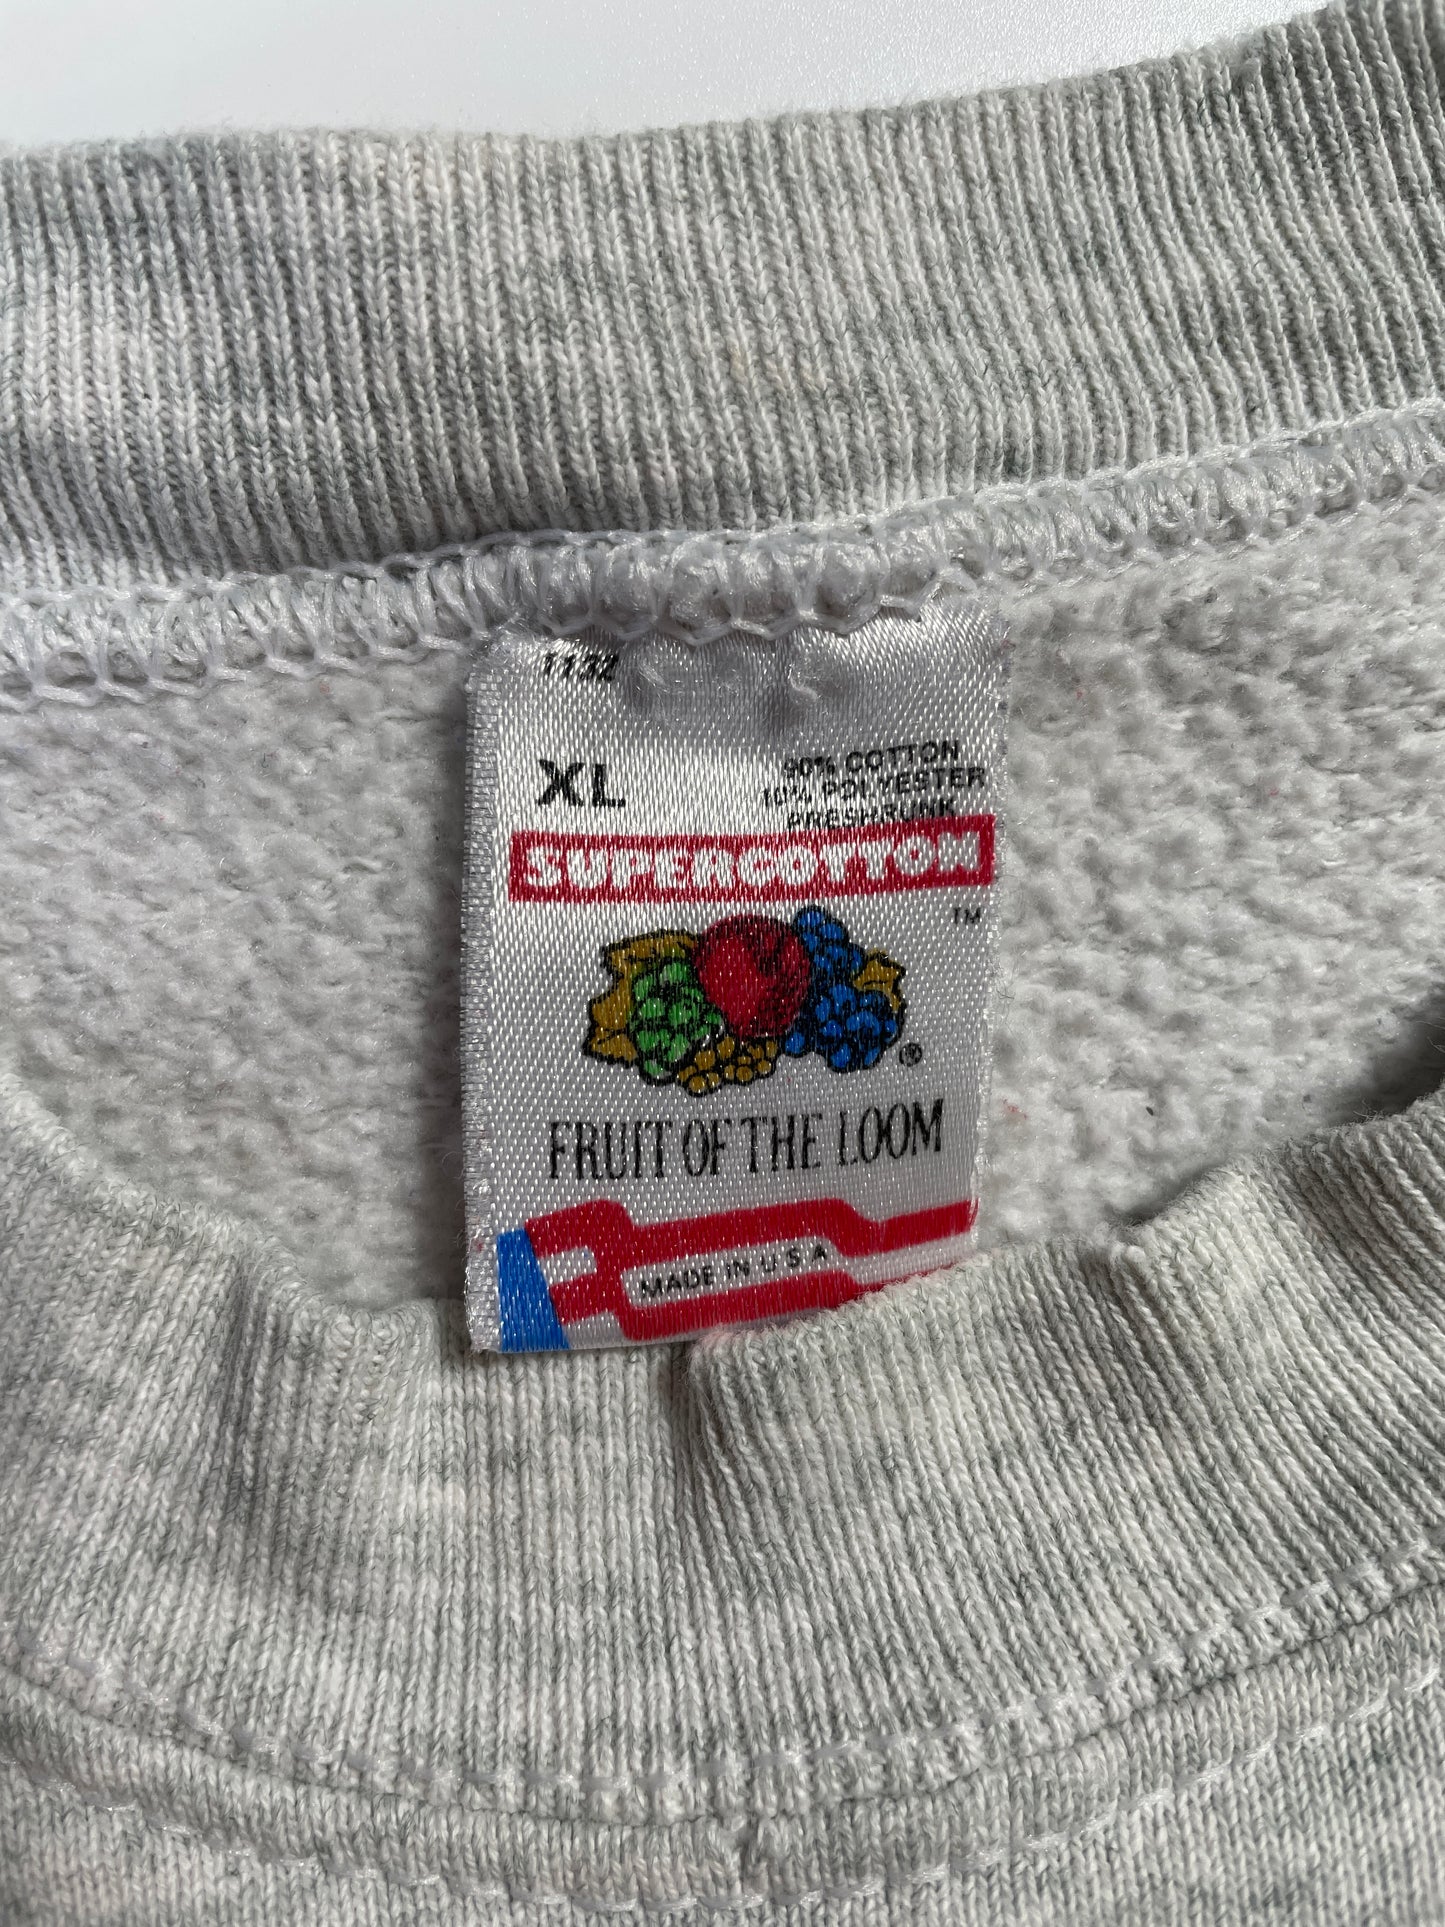 1132
XL
90% COTTON
10% POLYESTER
PRESHRUNK
SUPERCOTTON
TM
®
FRUIT OF THE LOOM
MADE IN U S A